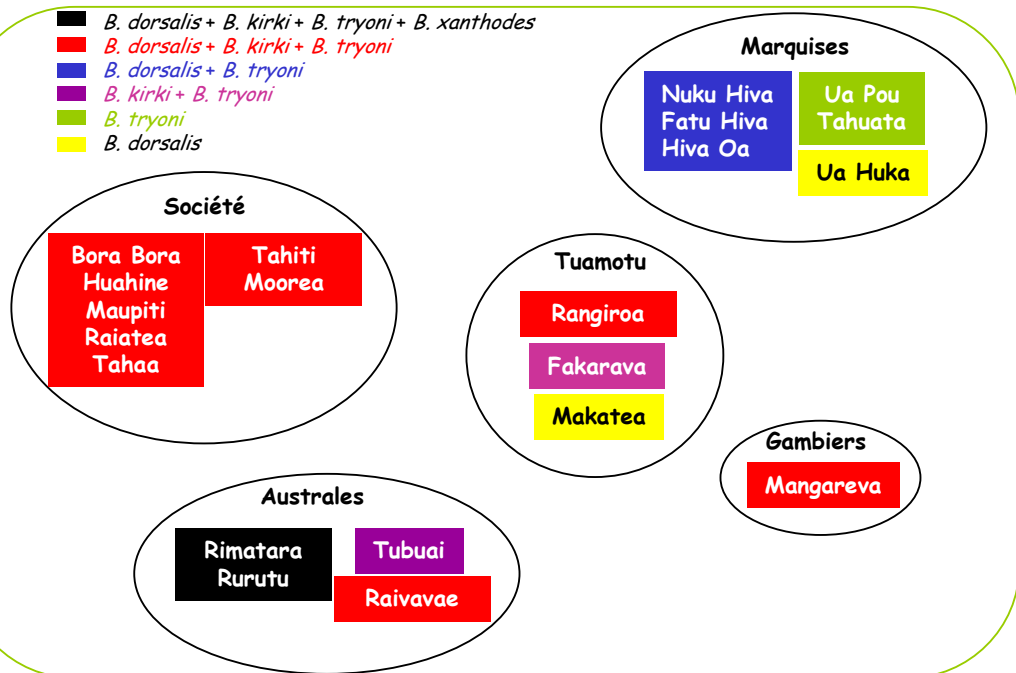 B. dorsalis + B. kirki + B. tryoni + B. xanthodes
B. dorsalis + B. kirki + B. tryoni
B. dorsalis + B. tryoni
B. kirki + B. tryoni
B. tryoni
B. dorsalis
Marquises
Nuku Hiva
Fatu Hiva
Hiva Oa
Ua Pou
Tahuata
Ua Huka
Société
Bora Bora
Huahine
Maupiti
Raiatea
Tahaa
Tahiti
Moorea
Tuamotu
Rangiroa
Fakarava
Makatea
Gambiers
Mangareva
Australes
Rimatara
Rurutu
Tubuai
Raivavae